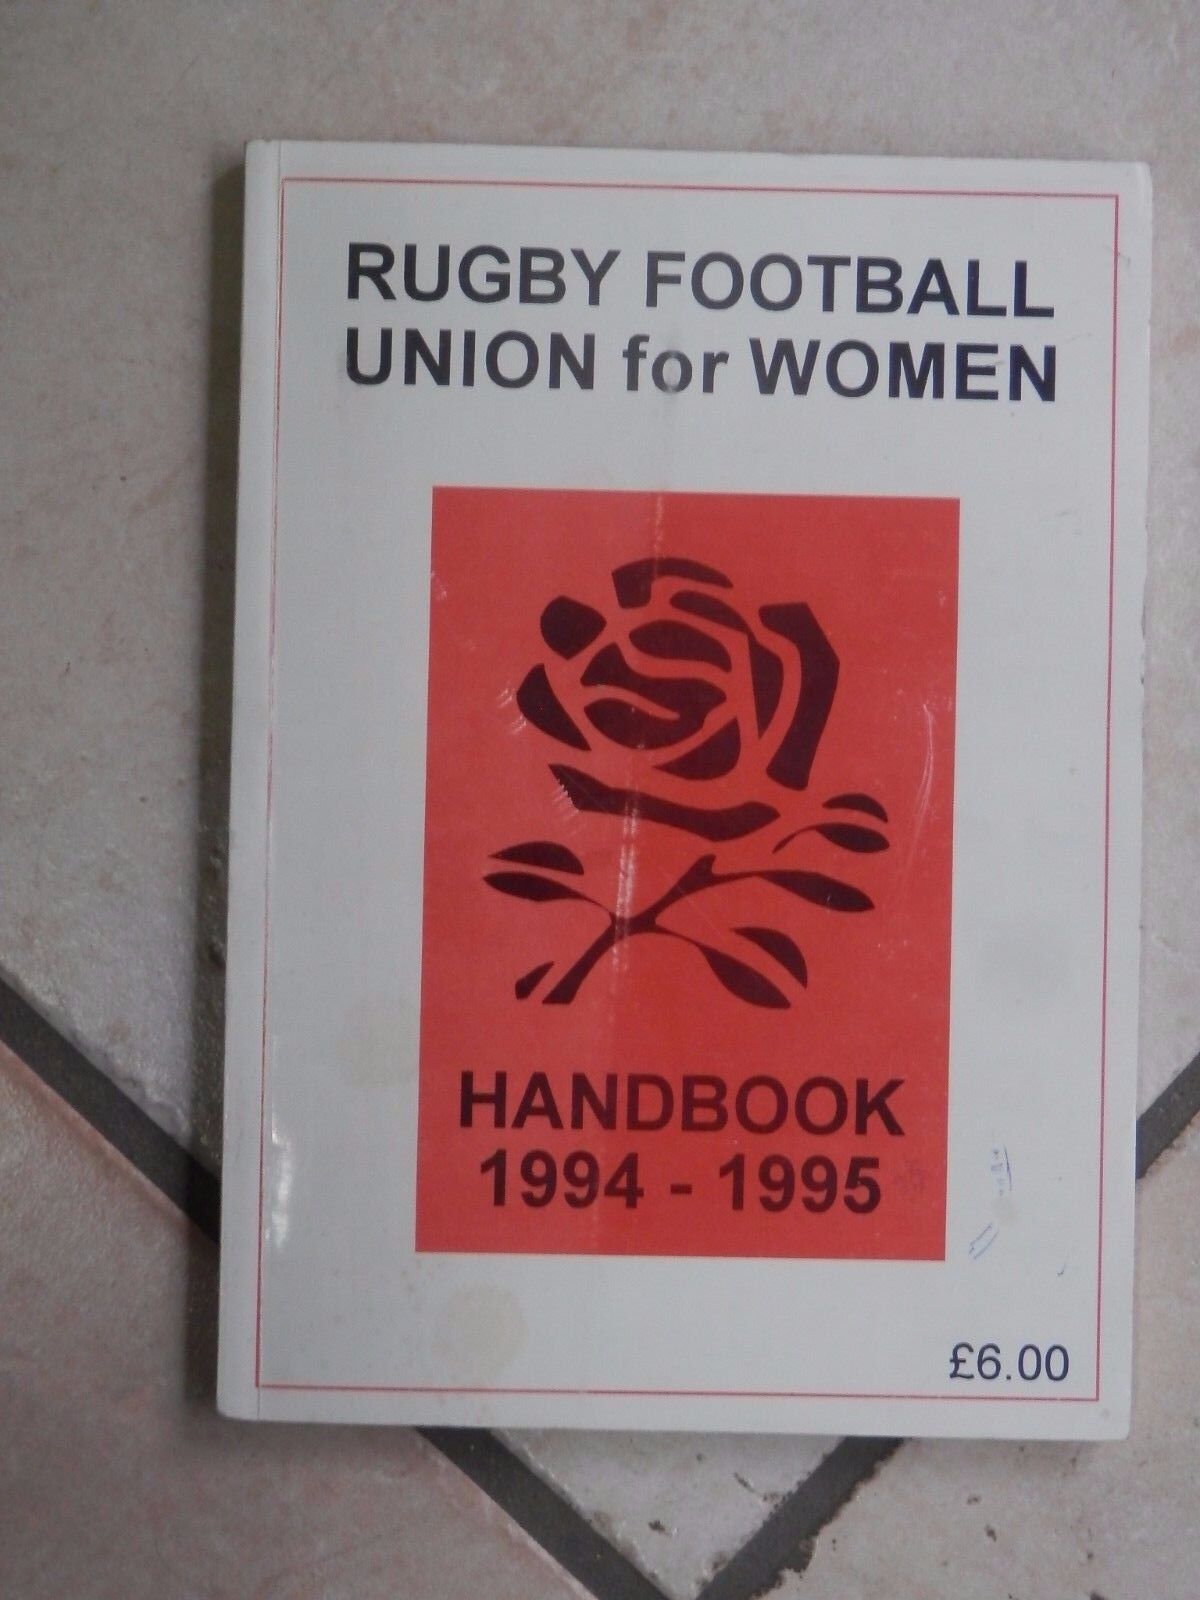 RUGBY FOOTBALL
UNION for WOMEN
HANDBOOK
1994 - 1995
£6.00